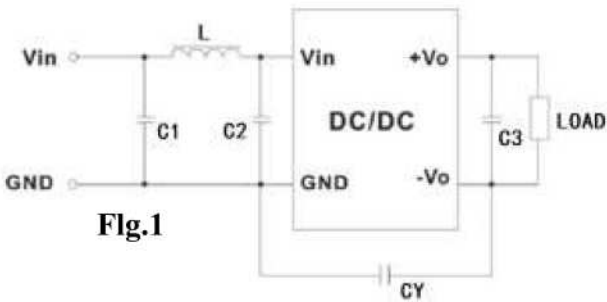 L
Vin
Vin
+Vo
C1
C2
DC/DC
C3
LOAD
GND
GND
-Vo
Flg.1
CY